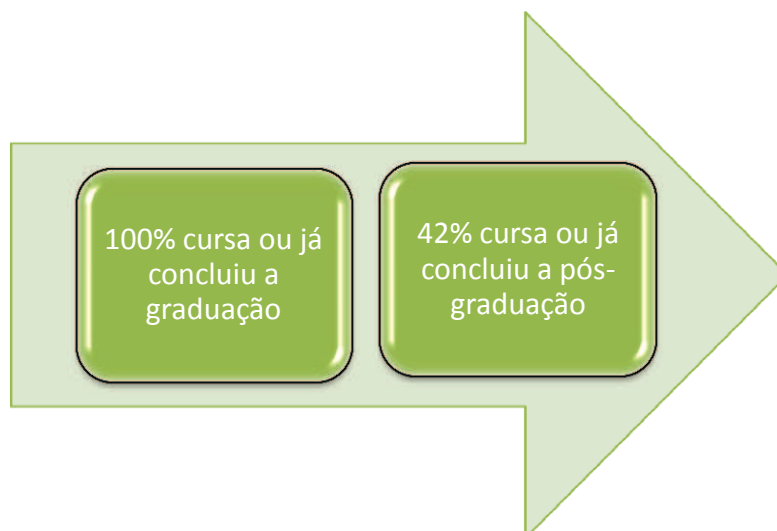 100% cursa ou já
concluiu a
graduação
42% cursa ou já
concluiu a pós-
graduação